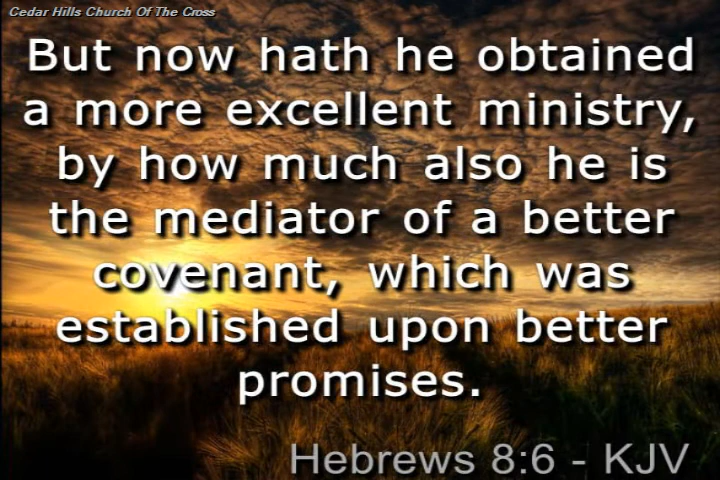 Cedar Hills Church Of The Cross
But now hath he obtained
a more excellent ministry,
by how much also he is
the mediator of a better
covenant, which was
established upon better
promises.
Hebrews 8:6 - KJV